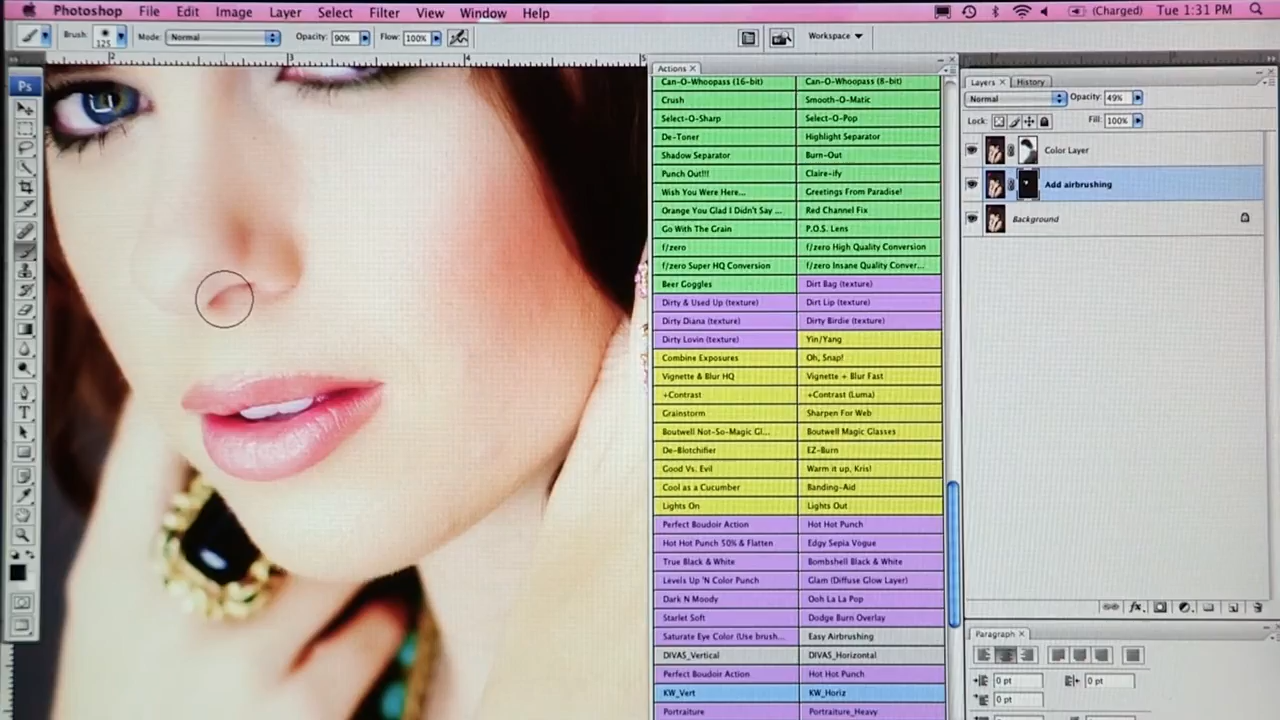 Photoshop File Edit Image Layer Select Filter View Window Help (Charged) Tue 1:31 PM
Brush: 125 Mode: Normal Opacity: 90% Flow: 100% Workspace
2 3 4 5
Ps
Actions
Can-O-Whoopass (16-bit) Can-O-Whoopass (8-bit)
Crush Smooth-O-Matic
Select-O-Sharp Select-O-Pop
De-Toner Highlight Separator
Shadow Separator Burn-Out
Punch Out!!! Claire-ify
Wish You Were Here... Greetings From Paradise!
Orange You Glad I Didn't Say ... Red Channel Fix
Go With The Grain P.O.S. Lens
f/zero f/zero High Quality Conversion
f/zero Super HQ Conversion f/zero Insane Quality Conver...
Beer Goggles Dirt Bag (texture)
Dirty & Used Up (texture) Dirt Lip (texture)
Dirty Diana (texture) Dirty Birdie (texture)
Dirty Lovin (texture) Yin/Yang
Combine Exposures Oh, Snap!
Vignette & Blur HQ Vignette + Blur Fast
+Contrast +Contrast (Luma)
Grainstorm Sharpen For Web
Boutwell Not-So-Magic Gl... Boutwell Magic Glasses
De-Blotchifier EZ-Burn
Good Vs. Evil Warm it up, Kris!
Cool as a Cucumber Banding-Aid
Lights On Lights Out
Perfect Boudoir Action Hot Hot Punch
Hot Hot Punch 50% & Flatten Edgy Sepia Vogue
True Black & White Bombshell Black & White
Levels Up 'N Color Punch Glam (Diffuse Glow Layer)
Dark N Moody Ooh La La Pop
Starlet Soft Dodge Burn Overlay
Saturate Eye Color (Use brush... Easy Airbrushing
DIVAS_Vertical DIVAS_Horizontal
Perfect Boudoir Action Hot Hot Punch
KW_Vert KW_Horiz
Portraiture Portraiture_Heavy
Layers History
Normal Opacity: 49%
Lock: Fill: 100%
Color Layer
Add airbrushing
Background
Paragraph
0 pt 0 pt
0 pt